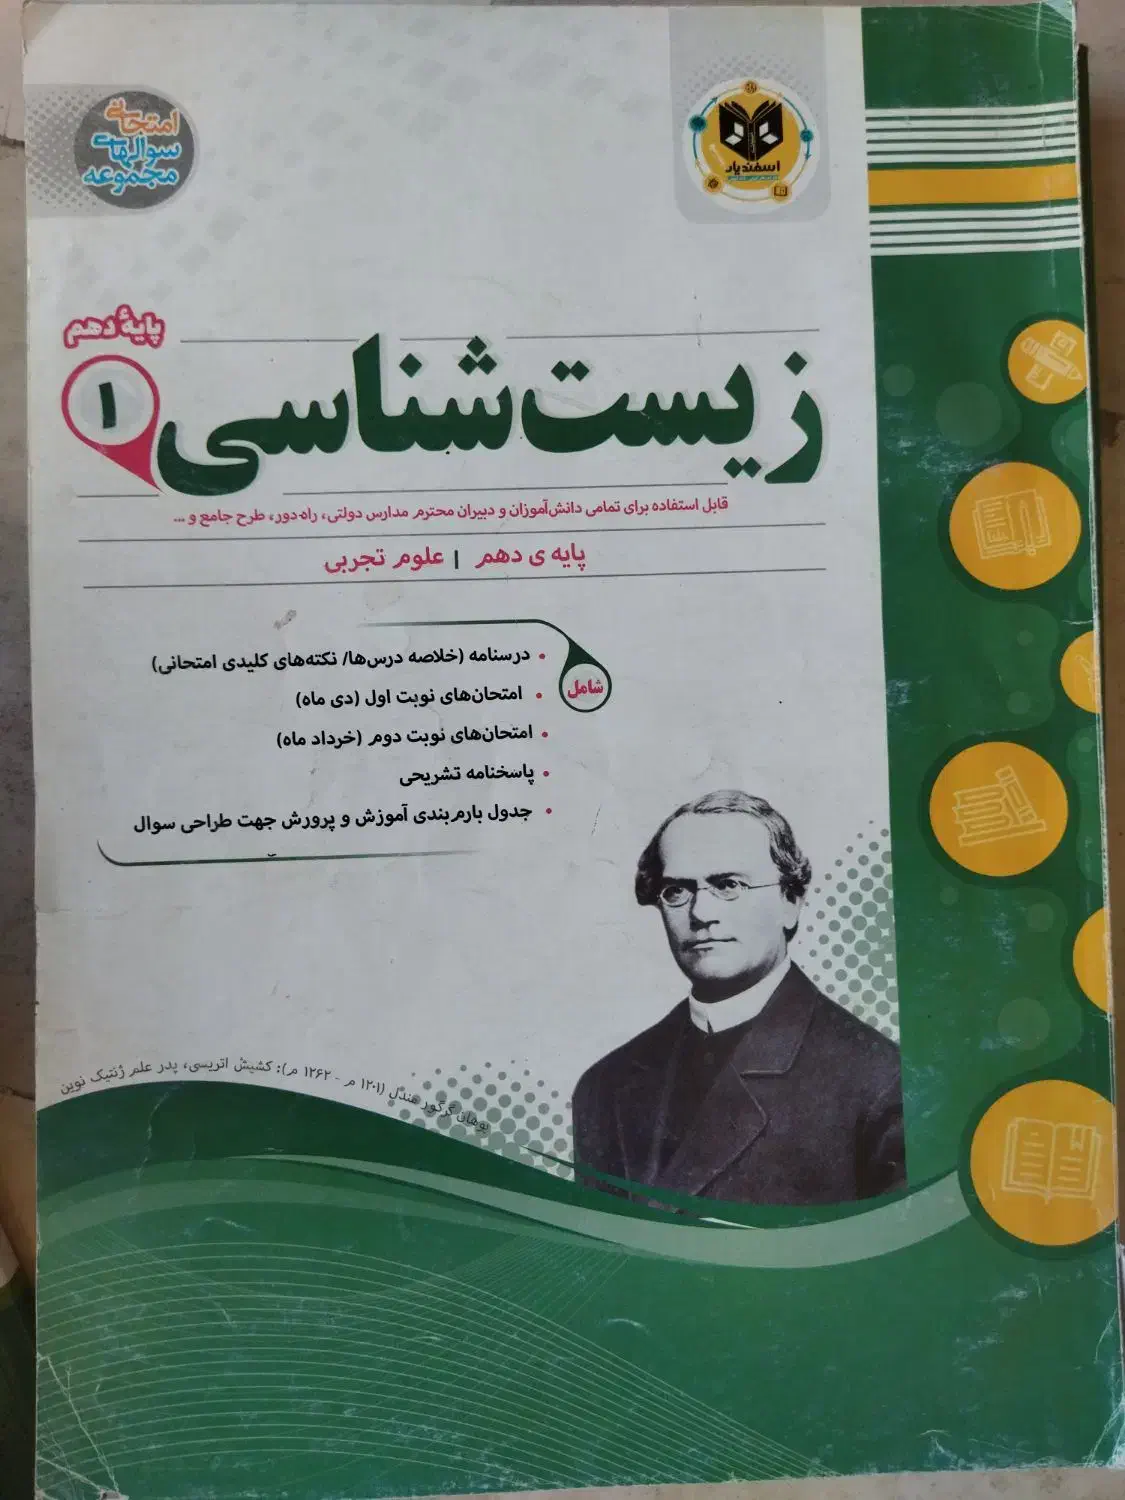 امتحانی
سوالهای
مجموعه
اسفندیار
پایهٔ دهم
زیست‌شناسی ۱
قابل استفاده برای تمامی دانش‌آموزان و دبیران محترم مدارس دولتی، راه دور، طرح جامع و ...
پایه ی دهم | علوم تجربی
شامل
• درسنامه (خلاصه درس‌ها/ نکته‌های کلیدی امتحانی)
• امتحان‌های نوبت اول (دی ماه)
• امتحان‌های نوبت دوم (خرداد ماه)
• پاسخنامه تشریحی
• جدول بارم‌بندی آموزش و پرورش جهت طراحی سوال
یوهان گرگور مندل (۱۲۰۱ م - ۱۲۶۲ م): کشیش اتریسی، پدر علم ژنتیک نوین